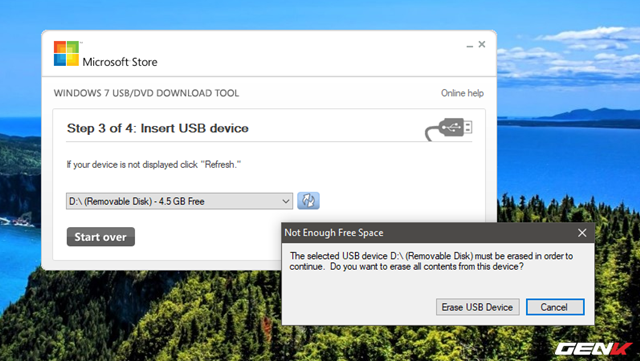 Microsoft Store
WINDOWS 7 USB/DVD DOWNLOAD TOOL
Online help
Step 3 of 4: Insert USB device
If your device is not displayed click "Refresh."
D:\ (Removable Disk) - 4.5 GB Free
Start over
Not Enough Free Space
The selected USB device D:\ (Removable Disk) must be erased in order to
continue. Do you want to erase all contents from this device?
Erase USB Device
Cancel
GENK